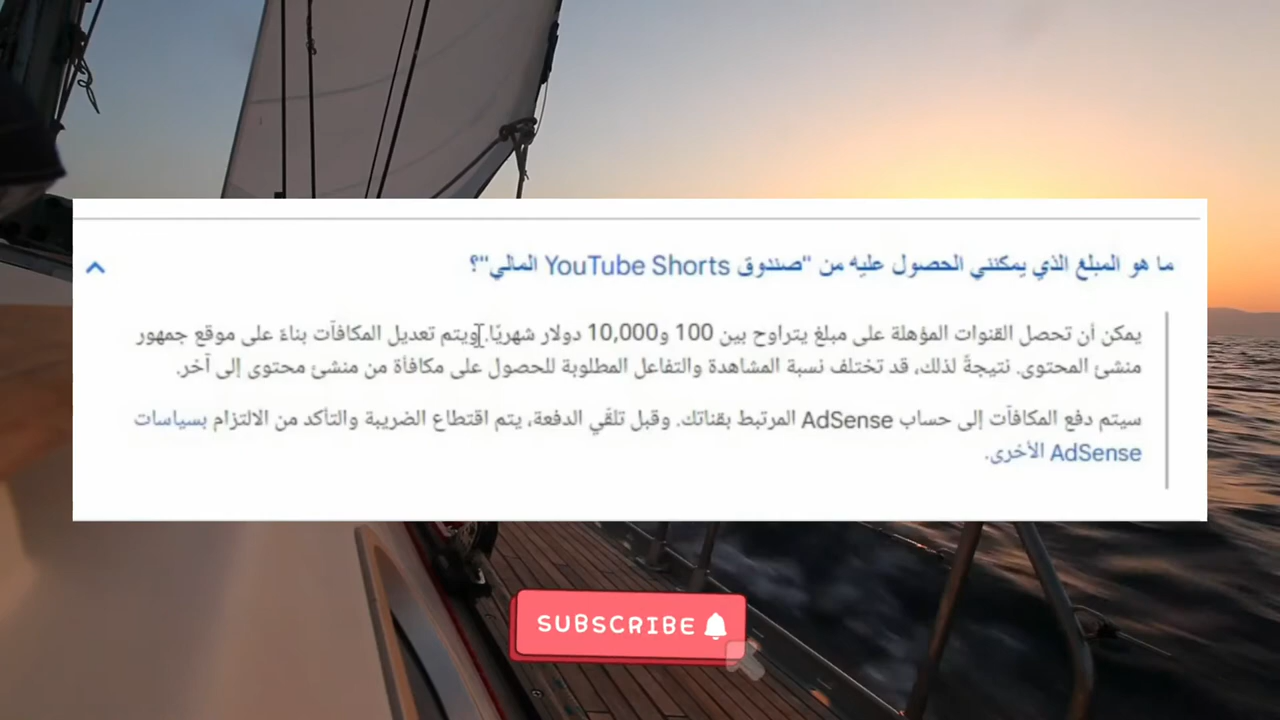 ما هو المبلغ الذي يمكنني الحصول عليه من "صندوق YouTube Shorts المالي"؟
يمكن أن تحصل القنوات المؤهلة على مبلغ يتراوح بين 100 و10,000 دولار شهريًا. ويتم تعديل المكافآت بناءً على موقع جمهور
منشئ المحتوى. نتيجةً لذلك، قد تختلف نسبة المشاهدة والتفاعل المطلوبة للحصول على مكافأة من منشئ محتوى إلى آخر.
سيتم دفع المكافآت إلى حساب AdSense المرتبط بقناتك. وقبل تلقّي الدفعة، يتم اقتطاع الضريبة والتأكد من الالتزام بسياسات
AdSense الأخرى.
SUBSCRIBE